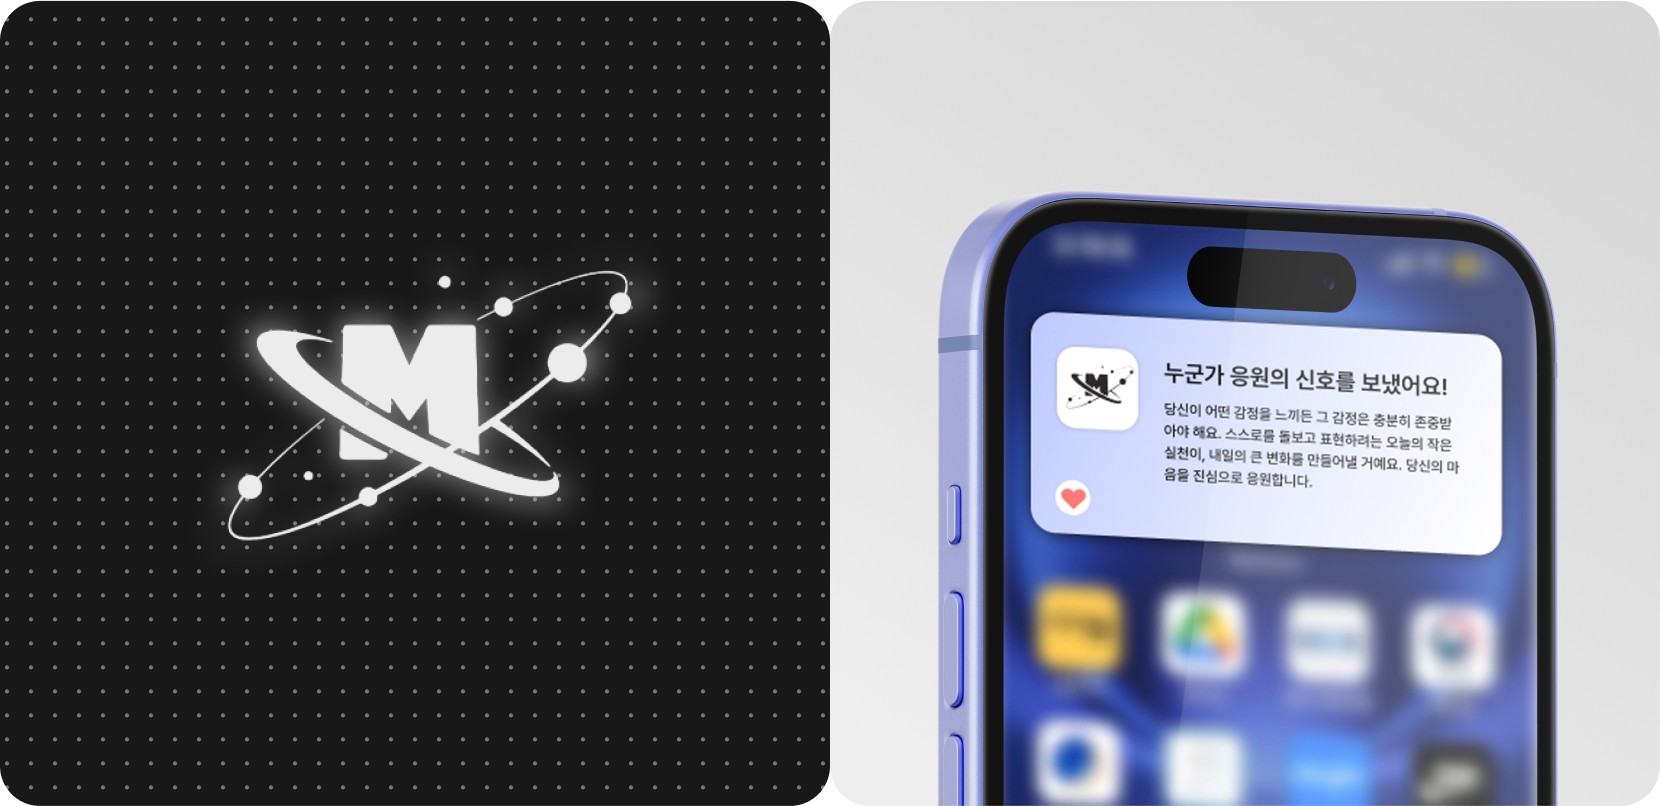 M
M
누군가 응원의 신호를 보냈어요!
당신이 어떤 감정을 느끼든 그 감정은 충분히 존중받
아야 해요. 스스로를 돌보고 표현하려는 오늘의 작은
실천이, 내일의 큰 변화를 만들어낼 거예요. 당신의 마
음을 진심으로 응원합니다.